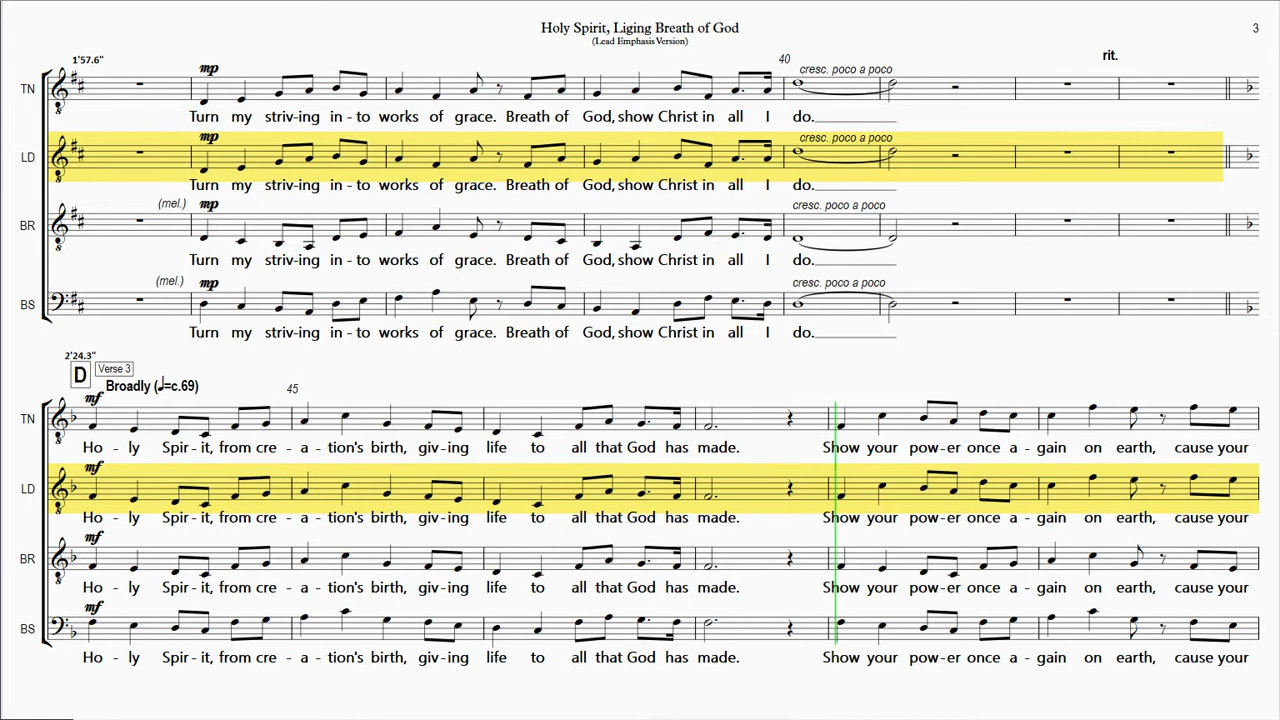 Holy Spirit, Liging Breath of God
(Lead Emphasis Version)
3
1'57.6"
40
rit.
TN
mp
cresc. poco a poco
Turn my striv-ing in-to works of grace. Breath of God, show Christ in all I do.
LD
mp
cresc. poco a poco
Turn my striv-ing in-to works of grace. Breath of God, show Christ in all I do.
BR
(mel.)
mp
cresc. poco a poco
Turn my striv-ing in-to works of grace. Breath of God, show Christ in all I do.
BS
(mel.)
mp
cresc. poco a poco
Turn my striv-ing in-to works of grace. Breath of God, show Christ in all I do.
2'24.3"
D Verse 3
Broadly (♩=c.69)
45
TN
mf
Ho - ly Spir-it, from cre - a-tion's birth, giv-ing life to all that God has made. Show your pow-er once a - gain on earth, cause your
LD
mf
Ho - ly Spir-it, from cre - a-tion's birth, giv-ing life to all that God has made. Show your pow-er once a - gain on earth, cause your
BR
mf
Ho - ly Spir-it, from cre - a-tion's birth, giv-ing life to all that God has made. Show your pow-er once a - gain on earth, cause your
BS
mf
Ho - ly Spir-it, from cre - a-tion's birth, giv-ing life to all that God has made. Show your pow-er once a - gain on earth, cause your